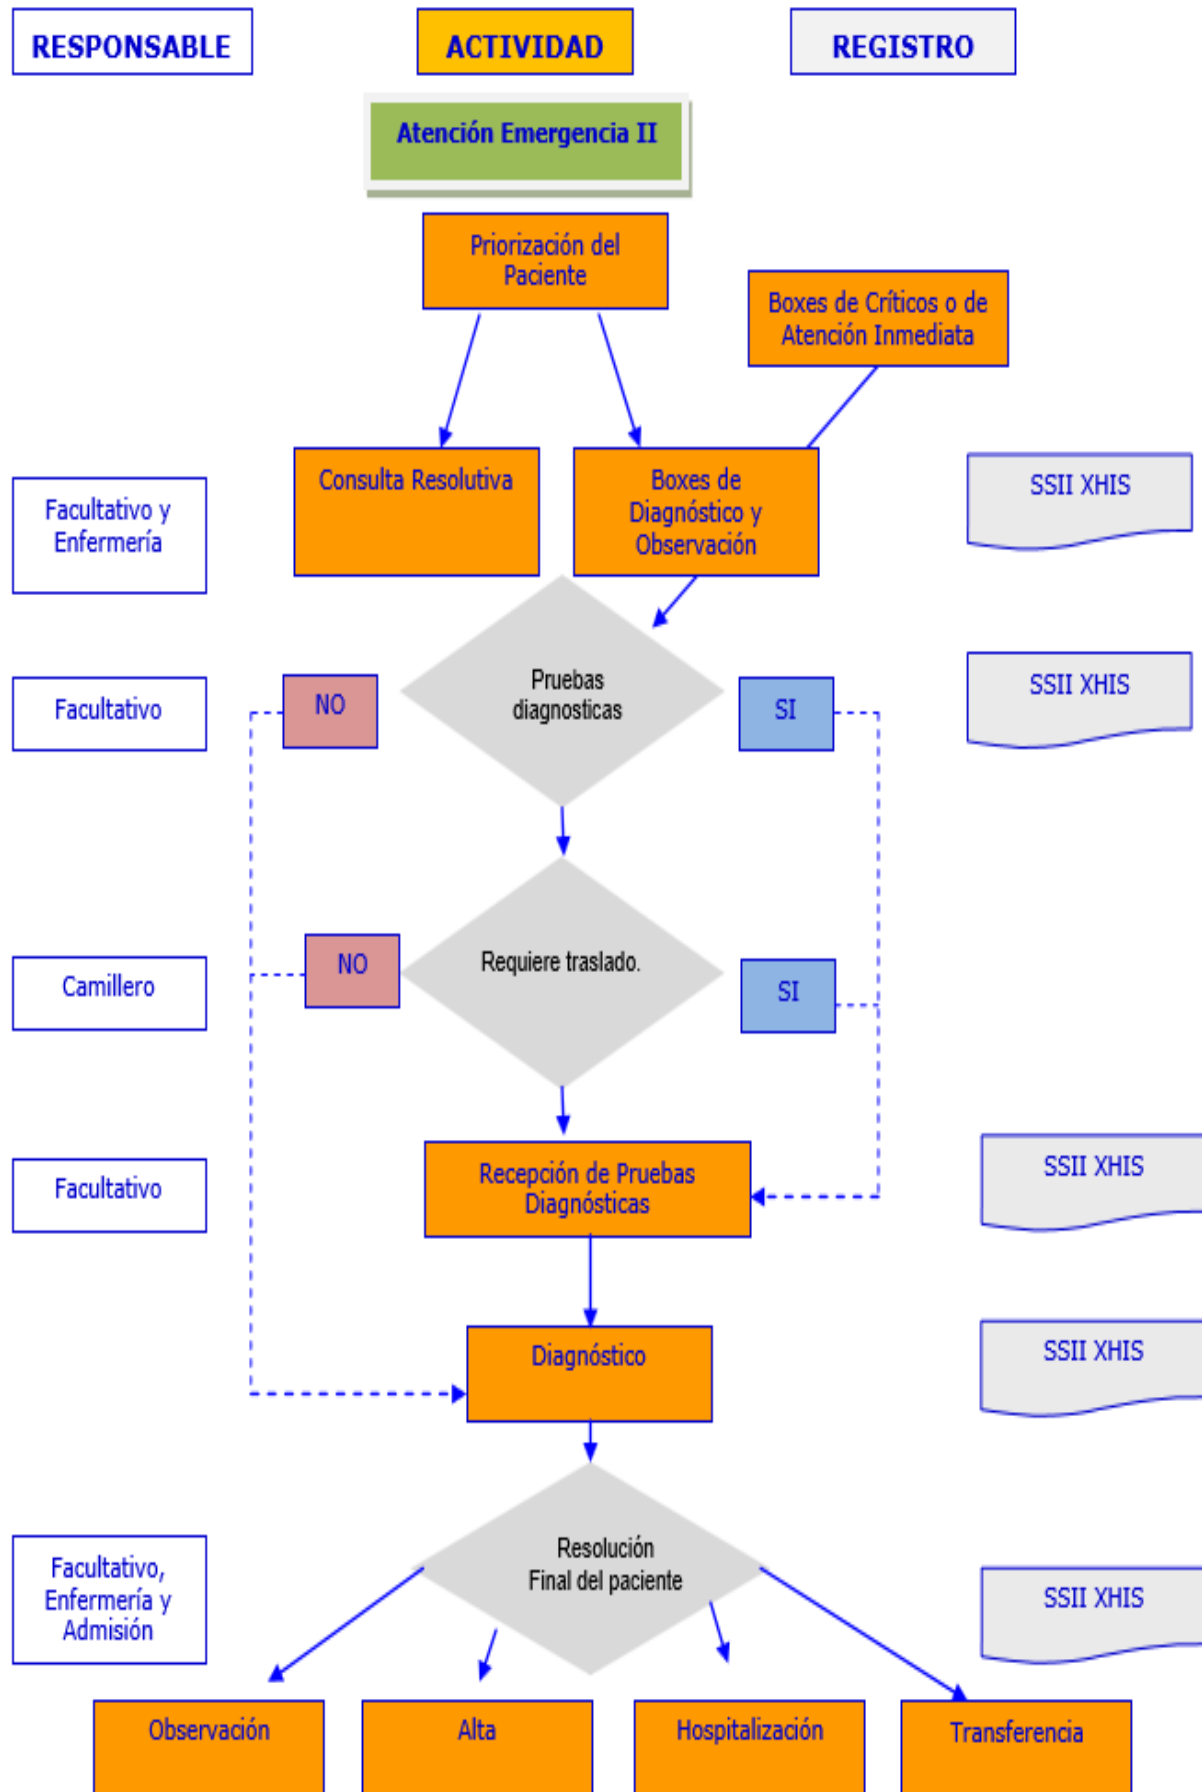 RESPONSABLE
ACTIVIDAD
REGISTRO
Atención Emergencia II
Priorización del
Paciente
Boxes de Críticos o de
Atención Inmediata
Facultativo y
Enfermería
Consulta Resolutiva
Boxes de
Diagnóstico y
Observación
SSII XHIS
Facultativo
NO
Pruebas
diagnosticas
SI
SSII XHIS
Camillero
NO
Requiere traslado.
SI
Facultativo
Recepción de Pruebas
Diagnósticas
SSII XHIS
Diagnóstico
SSII XHIS
Facultativo,
Enfermería y
Admisión
Resolución
Final del paciente
SSII XHIS
Observación
Alta
Hospitalización
Transferencia